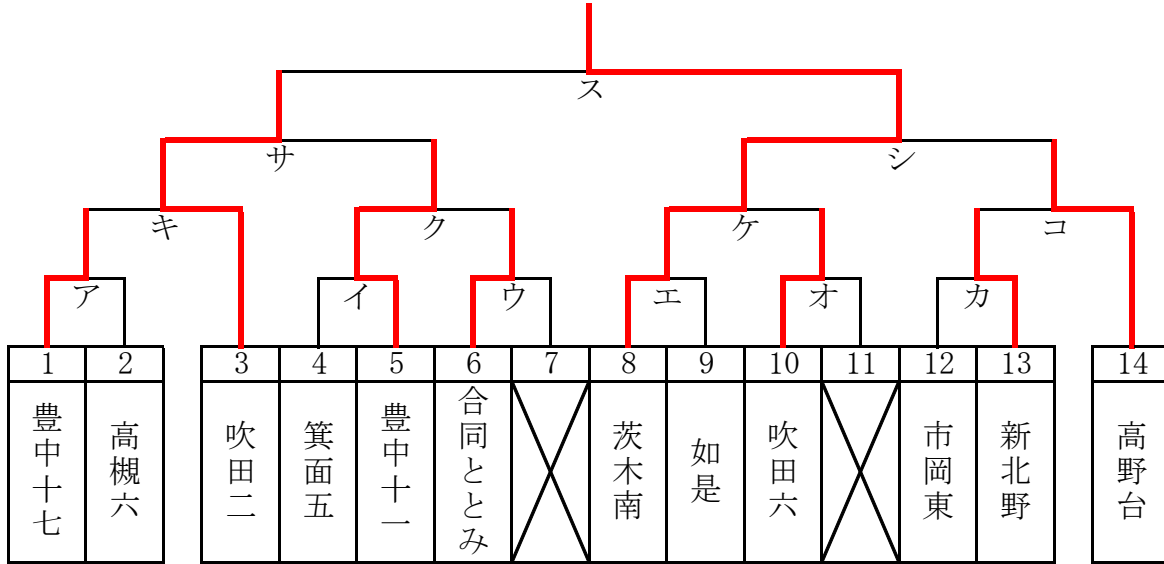 ス
サ
シ
キ
ク
ケ
コ
ア
イ
ウ
エ
オ
カ
1
2
3
4
5
6
7
8
9
10
11
12
13
14
豊中十七
高槻六
吹田二
箕面五
豊中十一
合同ととみ
茨木南
如是
吹田六
市岡東
新北野
高野台